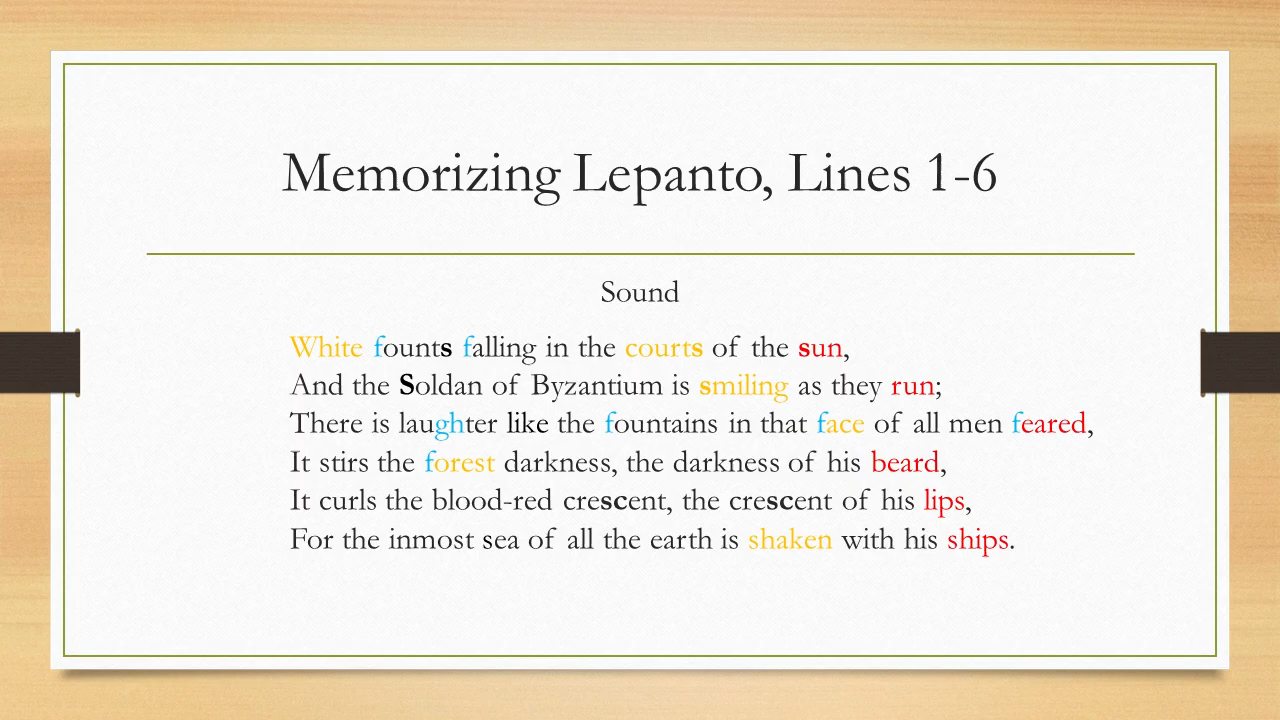 Memorizing Lepanto, Lines 1-6
Sound
White founts falling in the courts of the sun,
And the Soldan of Byzantium is smiling as they run;
There is laughter like the fountains in that face of all men feared,
It stirs the forest darkness, the darkness of his beard,
It curls the blood-red crescent, the crescent of his lips,
For the inmost sea of all the earth is shaken with his ships.